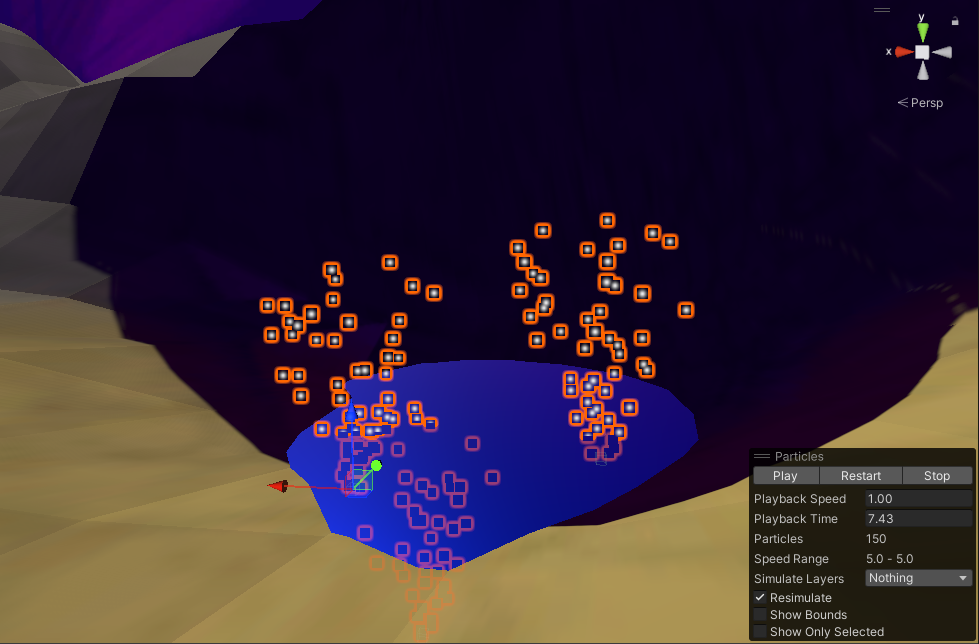 y
x
< Persp
Particles
Play Restart Stop
Playback Speed 1.00
Playback Time 7.43
Particles 150
Speed Range 5.0 - 5.0
Simulate Layers Nothing
Resimulate
Show Bounds
Show Only Selected